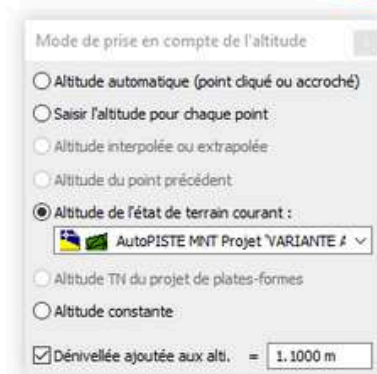 Mode de prise en compte de l'altitude
Altitude automatique (point cliqué ou accroché)
Saisir l'altitude pour chaque point
Altitude interpolée ou extrapolée
Altitude du point précédent
Altitude de l'état de terrain courant :
AutoPISTE MNT Projet 'VARIANTE
Altitude TN du projet de plates-formes
Altitude constante
Dénivellée ajoutée aux alti. = 1.1000 m